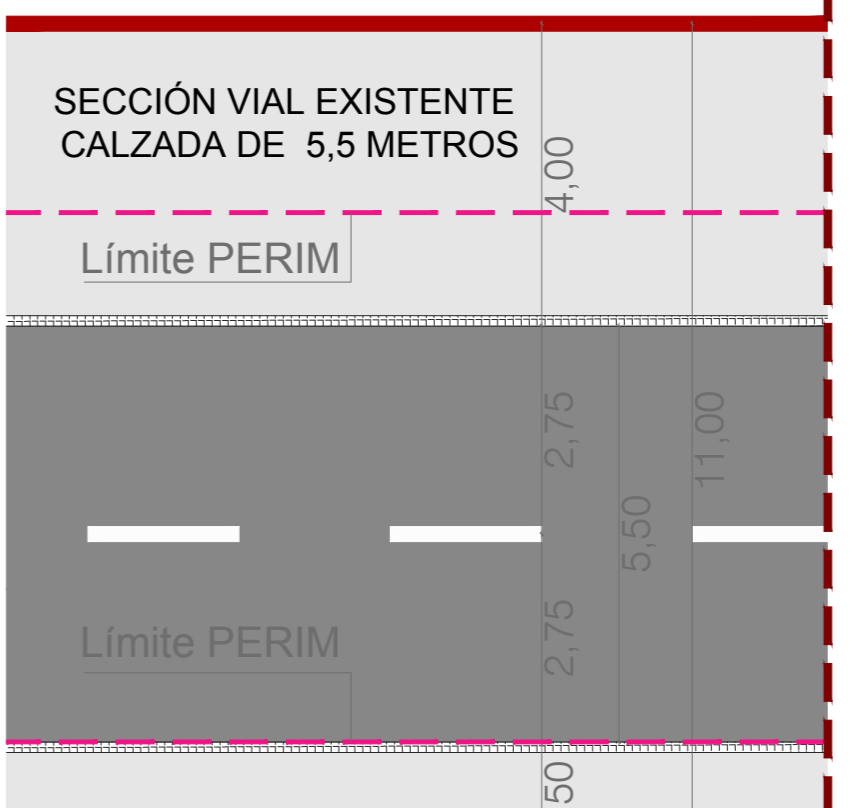 SECCIÓN VIAL EXISTENTE
CALZADA DE 5,5 METROS
4,00
Límite PERIM
2,75
11,00
5,50
Límite PERIM
2,75
50